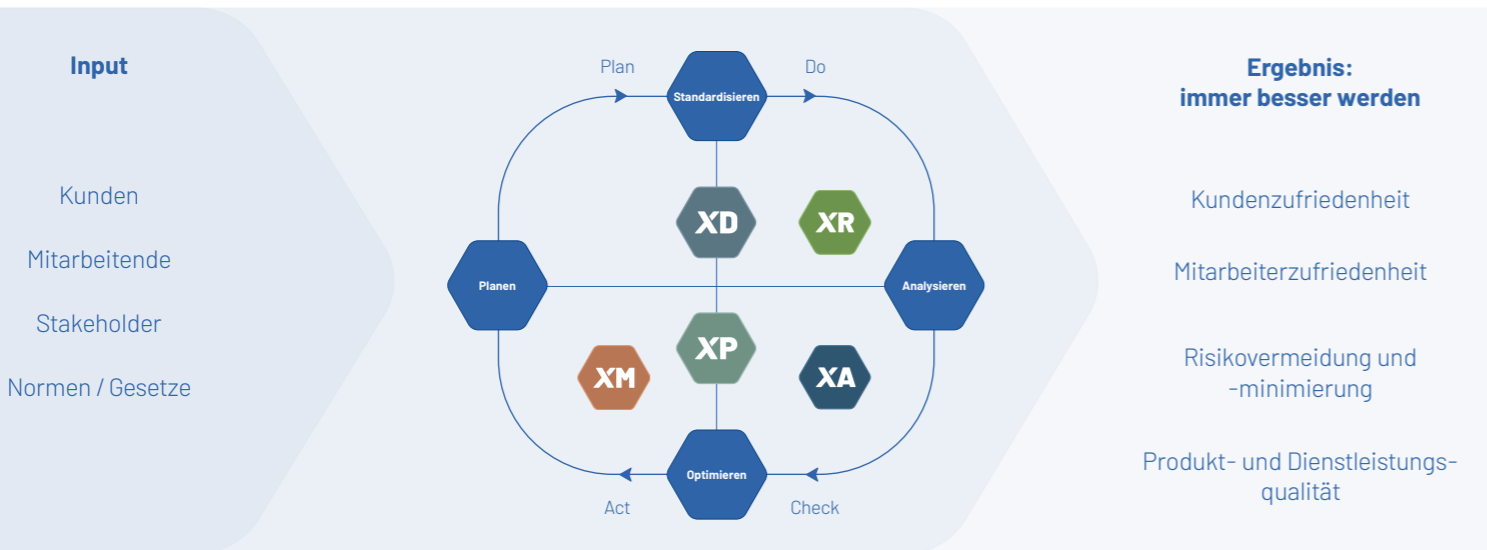 Input
Kunden
Mitarbeitende
Stakeholder
Normen / Gesetze
Plan
Do
Standardisieren
XD
XR
Planen
Analysieren
XP
XM
XA
Optimieren
Act
Check
Ergebnis:
immer besser werden
Kundenzufriedenheit
Mitarbeiterzufriedenheit
Risikovermeidung und
-minimierung
Produkt- und Dienstleistungs-
qualität